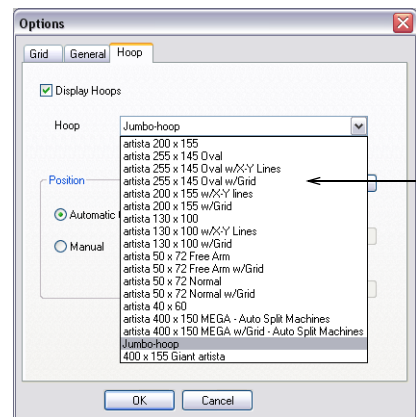 Options
Grid General Hoop
Display Hoops
Hoop Jumbo-hoop
artista 200 x 155
artista 255 x 145 Oval
artista 255 x 145 Oval w/X-Y Lines
Position
artista 255 x 145 Oval w/Grid
artista 200 x 155 w/X-Y lines
artista 200 x 155 w/Grid
Automatic
artista 130 x 100
artista 130 x 100 w/X-Y Lines
Manual
artista 130 x 100 w/Grid
artista 50 x 72 Free Arm
artista 50 x 72 Free Arm w/Grid
artista 50 x 72 Normal
artista 50 x 72 Normal w/Grid
artista 40 x 60
artista 400 x 150 MEGA - Auto Split Machines
artista 400 x 150 MEGA w/Grid - Auto Split Machines
Jumbo-hoop
400 x 155 Giant artista
OK Cancel